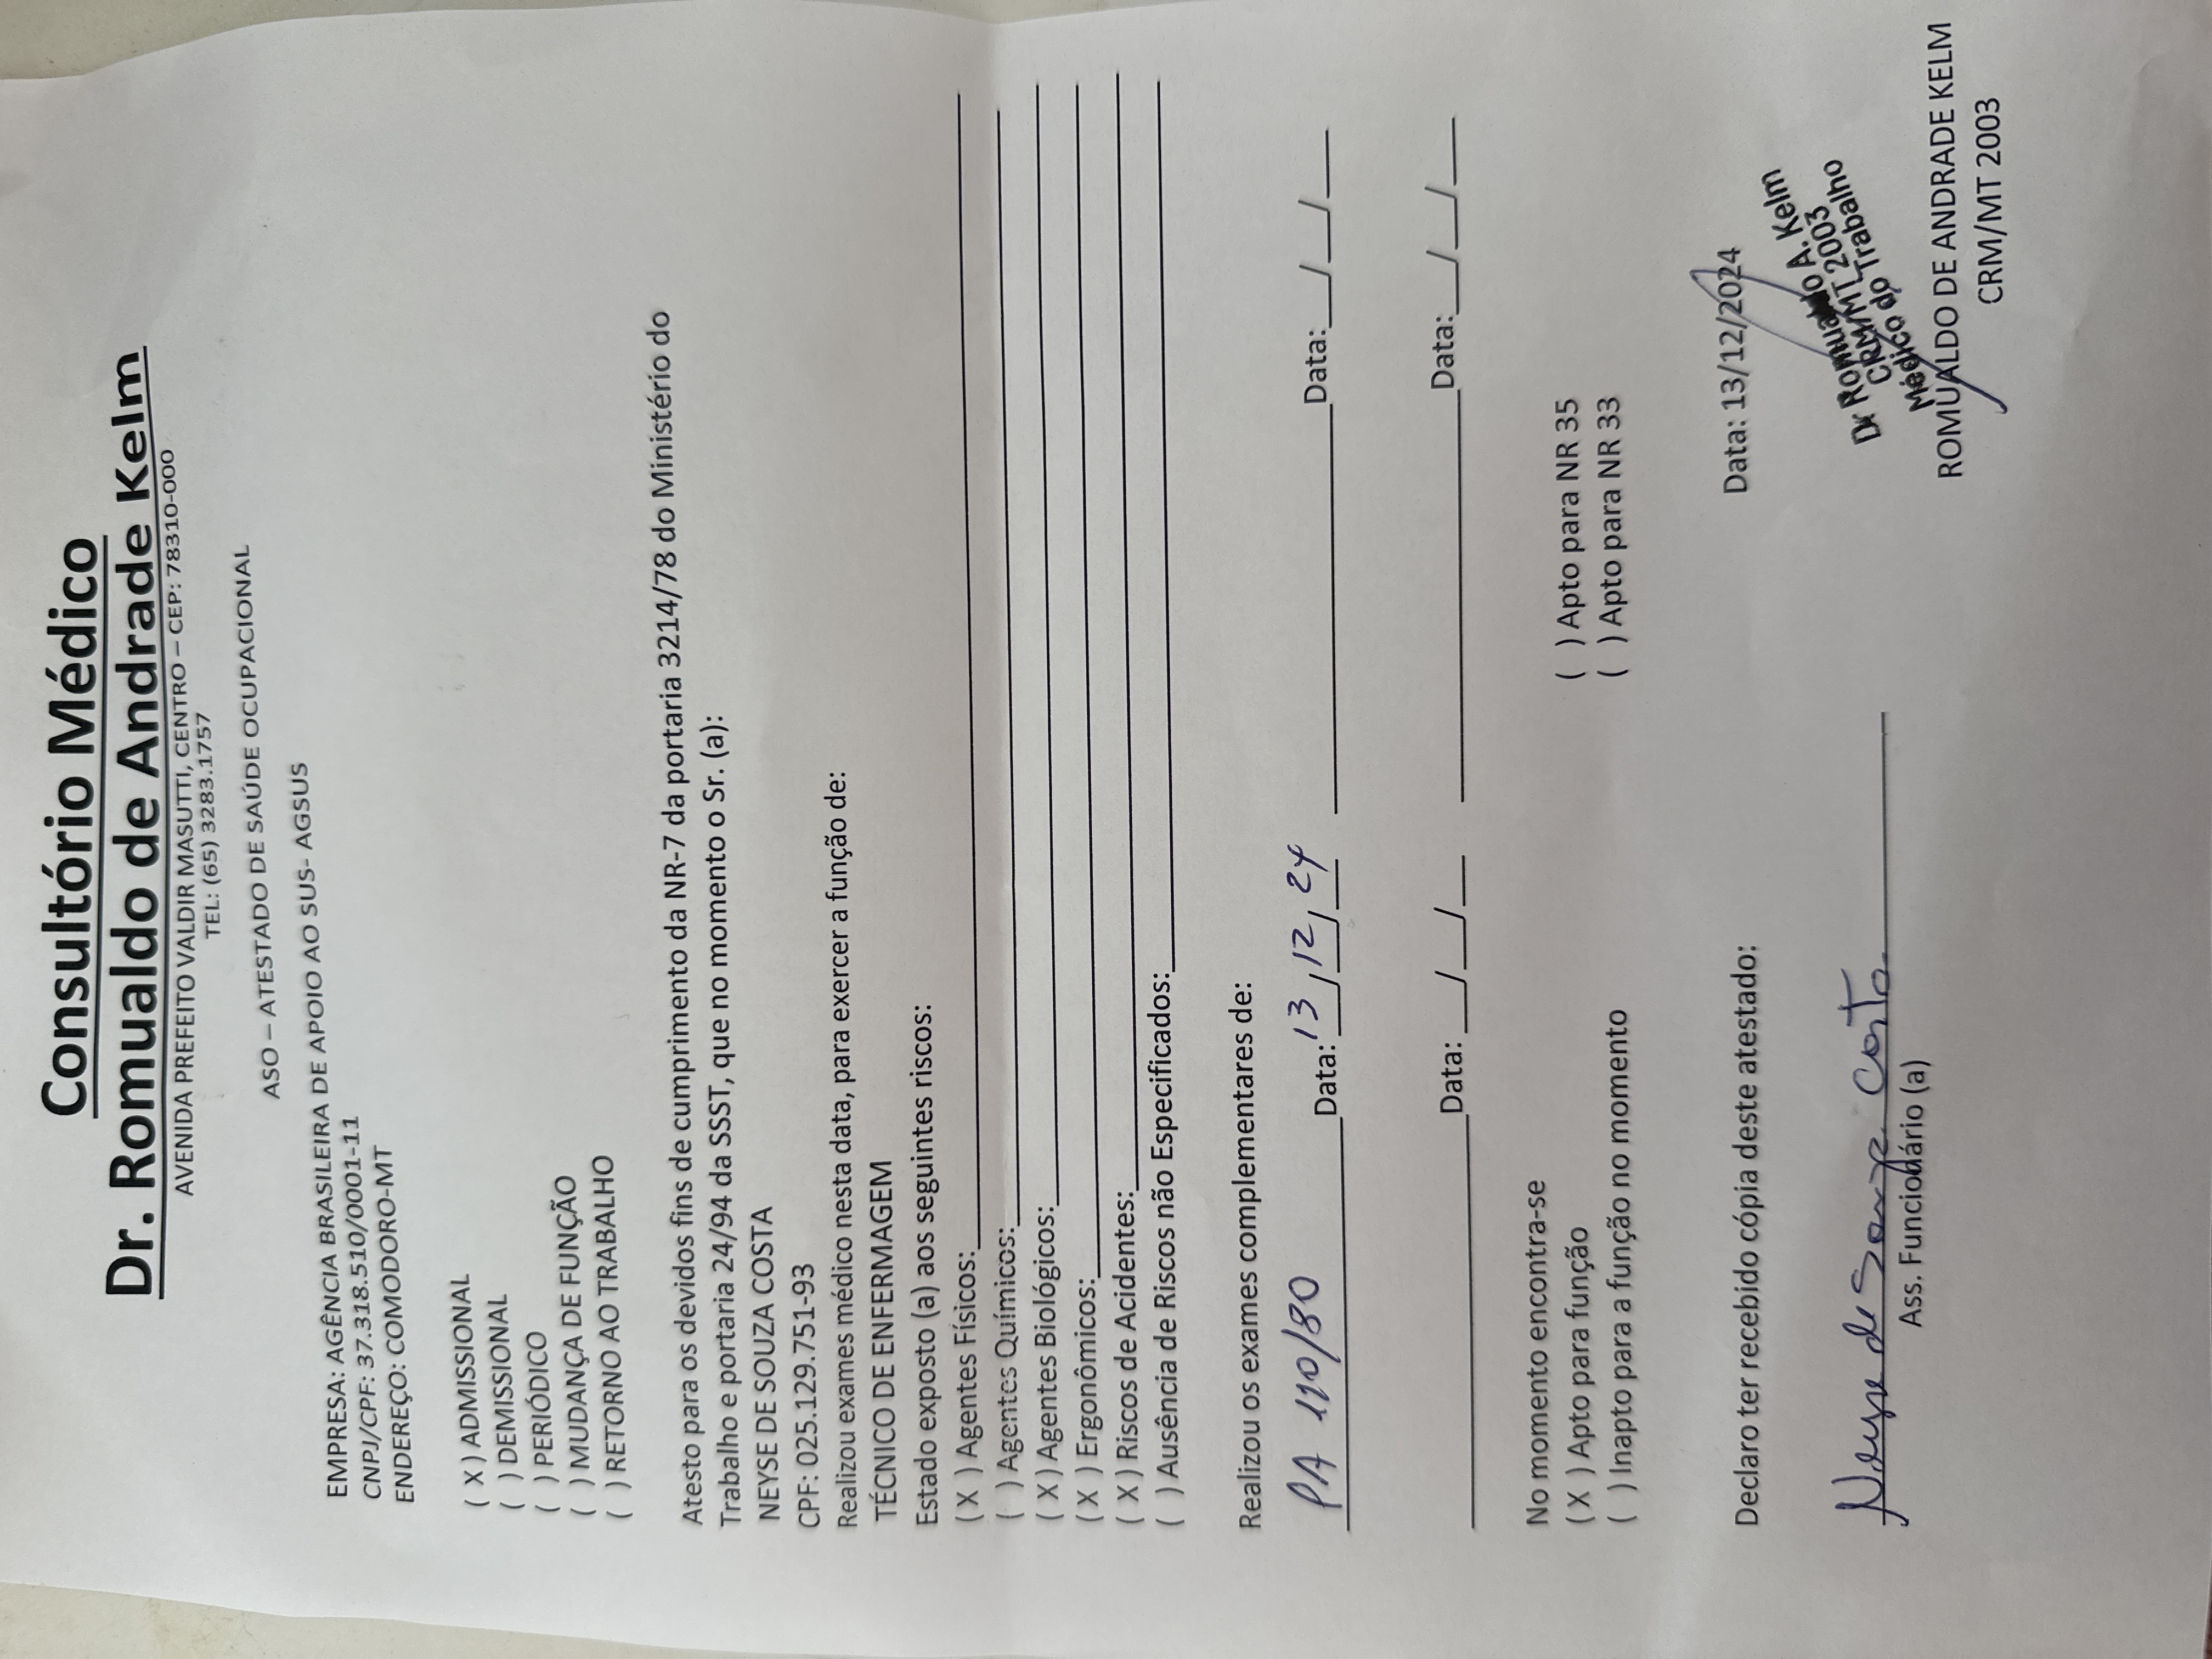 Consultório Médico
Dr. Romualdo de Andrade Kelm
AVENIDA PREFEITO VALDIR MASUTTI, CENTRO – CEP: 78310-000
TEL: (65) 3283.1757
ASO – ATESTADO DE SAÚDE OCUPACIONAL
EMPRESA: AGÊNCIA BRASILEIRA DE APOIO AO SUS- AGSUS
CNPJ/CPF: 37.318.510/0001-11
ENDEREÇO: COMODORO-MT
( X ) ADMISSIONAL
( ) DEMISSIONAL
( ) PERIÓDICO
( ) MUDANÇA DE FUNÇÃO
( ) RETORNO AO TRABALHO
Atesto para os devidos fins de cumprimento da NR-7 da portaria 3214/78 do Ministério do
Trabalho e portaria 24/94 da SSST, que no momento o Sr. (a):
NEYSE DE SOUZA COSTA
CPF: 025.129.751-93
Realizou exames médico nesta data, para exercer a função de:
TÉCNICO DE ENFERMAGEM
Estado exposto (a) aos seguintes riscos:
( X ) Agentes Físicos:
( ) Agentes Químicos:
( X ) Agentes Biológicos:
( X ) Ergonômicos:
( X ) Riscos de Acidentes:
( ) Ausência de Riscos não Especificados:
Realizou os exames complementares de:
PA 110/80 Data: 13/12/24 Data:___/___/___
Data: ___/___/___ Data:___/___/___
No momento encontra-se
( X ) Apto para função ( ) Apto para NR 35
( ) Inapto para a função no momento ( ) Apto para NR 33
Declaro ter recebido cópia deste atestado: Data: 13/12/2024
Dr Romualdo A. Kelm
CRM/MT 2003
Médico do Trabalho
Neyse de Souza Costa
Ass. Funcionário (a)
ROMUALDO DE ANDRADE KELM
CRM/MT 2003